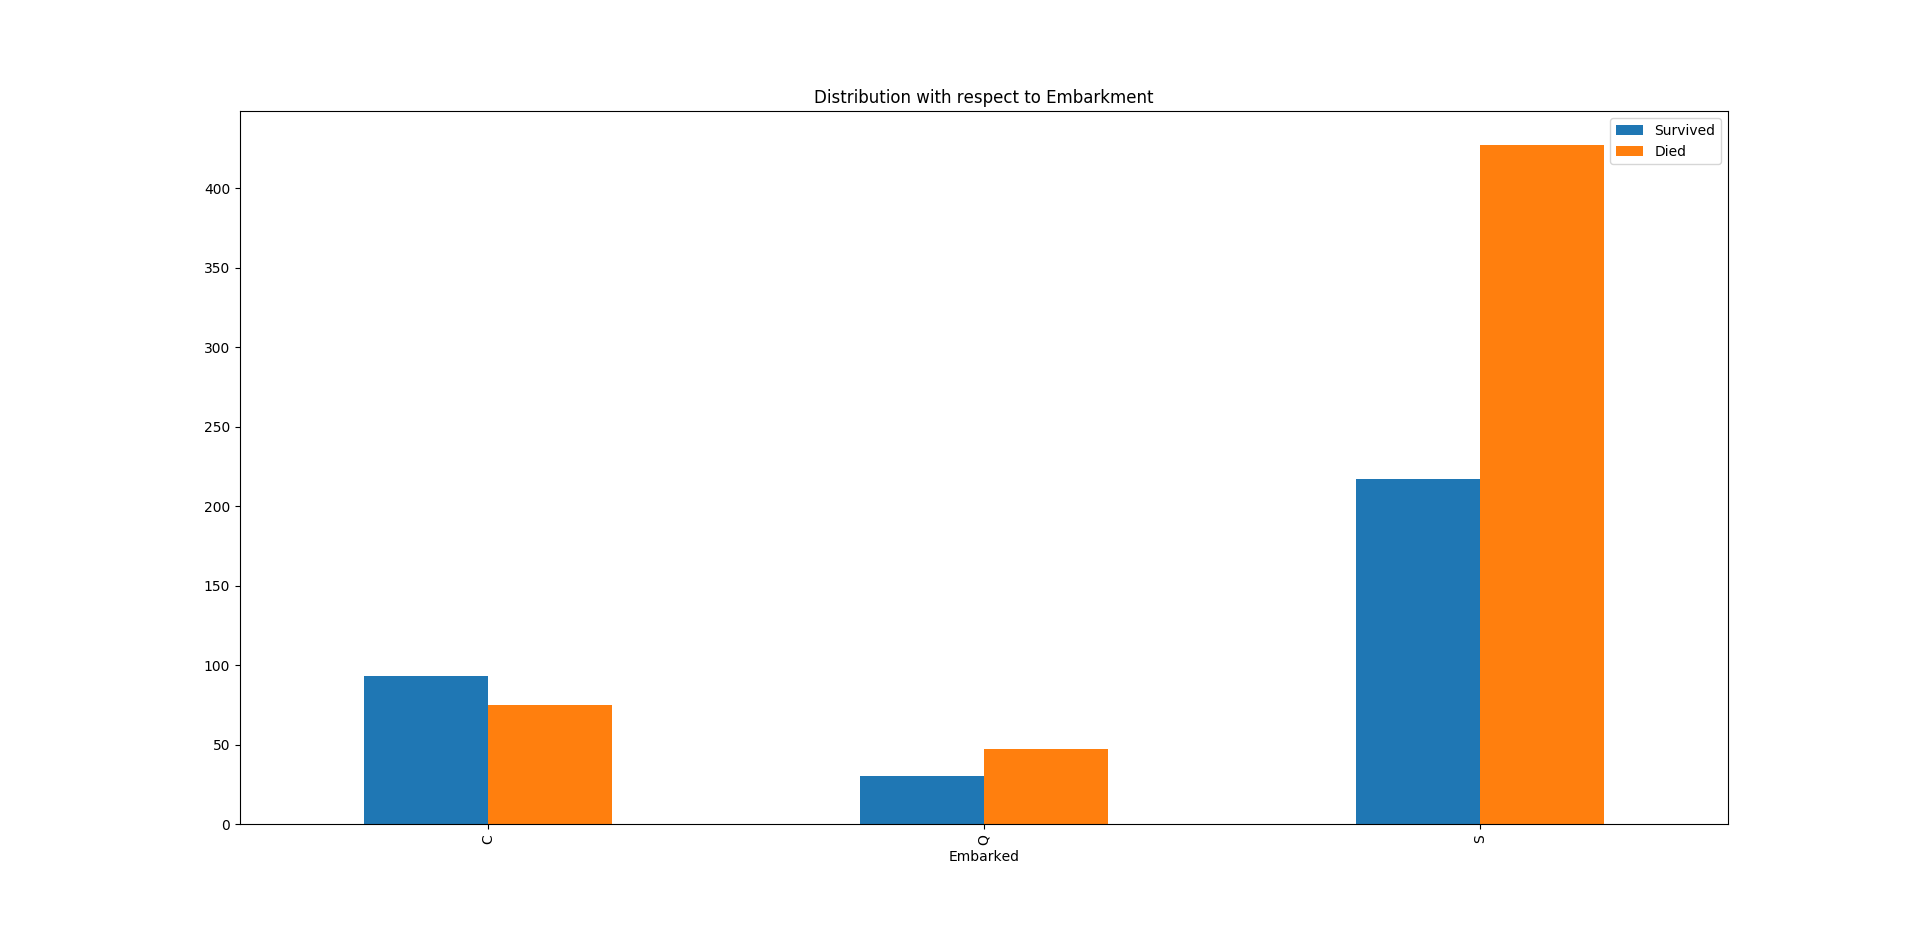 Distribution with respect to Embarkment
Survived
Died
400
350
300
250
200
150
100
50
0
C
Q
S
Embarked